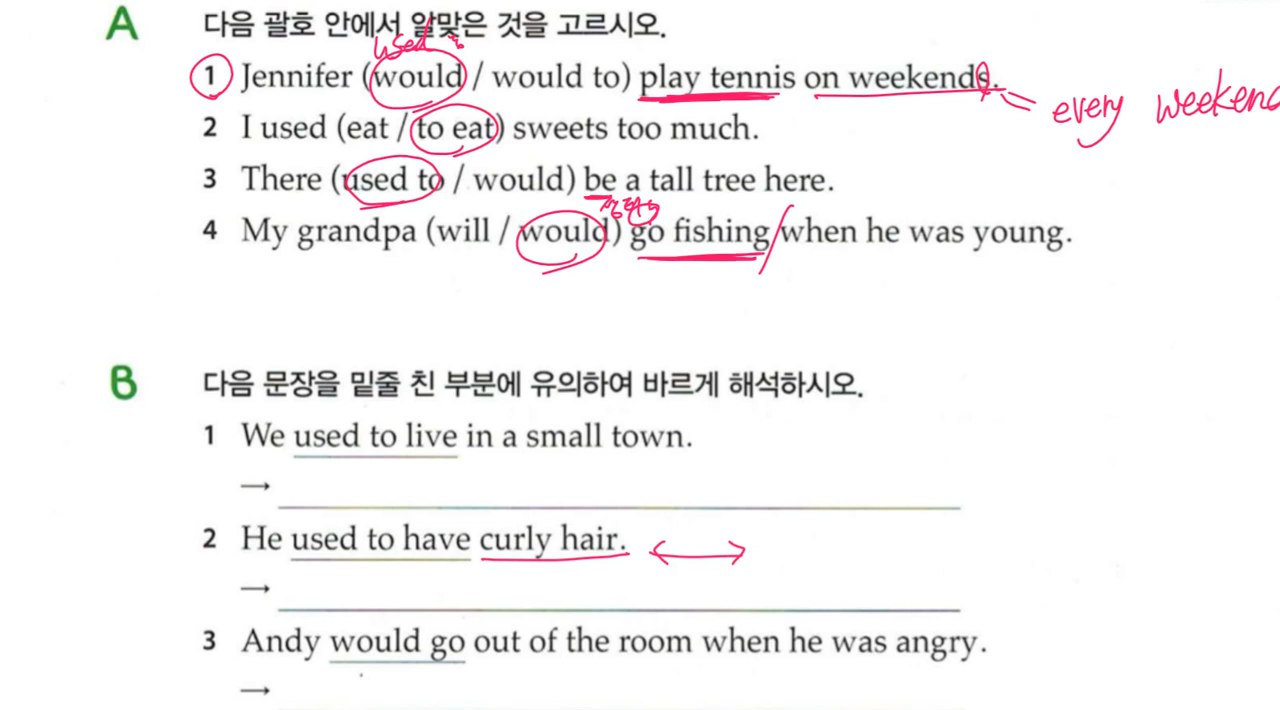 A 다음 괄호 안에서 알맞은 것을 고르시오.
used to
1 Jennifer (would / would to) play tennis on weekends.
every weekend
2 I used (eat / to eat) sweets too much.
3 There (used to / would) be a tall tree here.
4 My grandpa (will / would) go fishing when he was young.
B 다음 문장을 밑줄 친 부분에 유의하여 바르게 해석하시오.
1 We used to live in a small town.
→
2 He used to have curly hair.
→
3 Andy would go out of the room when he was angry.
→